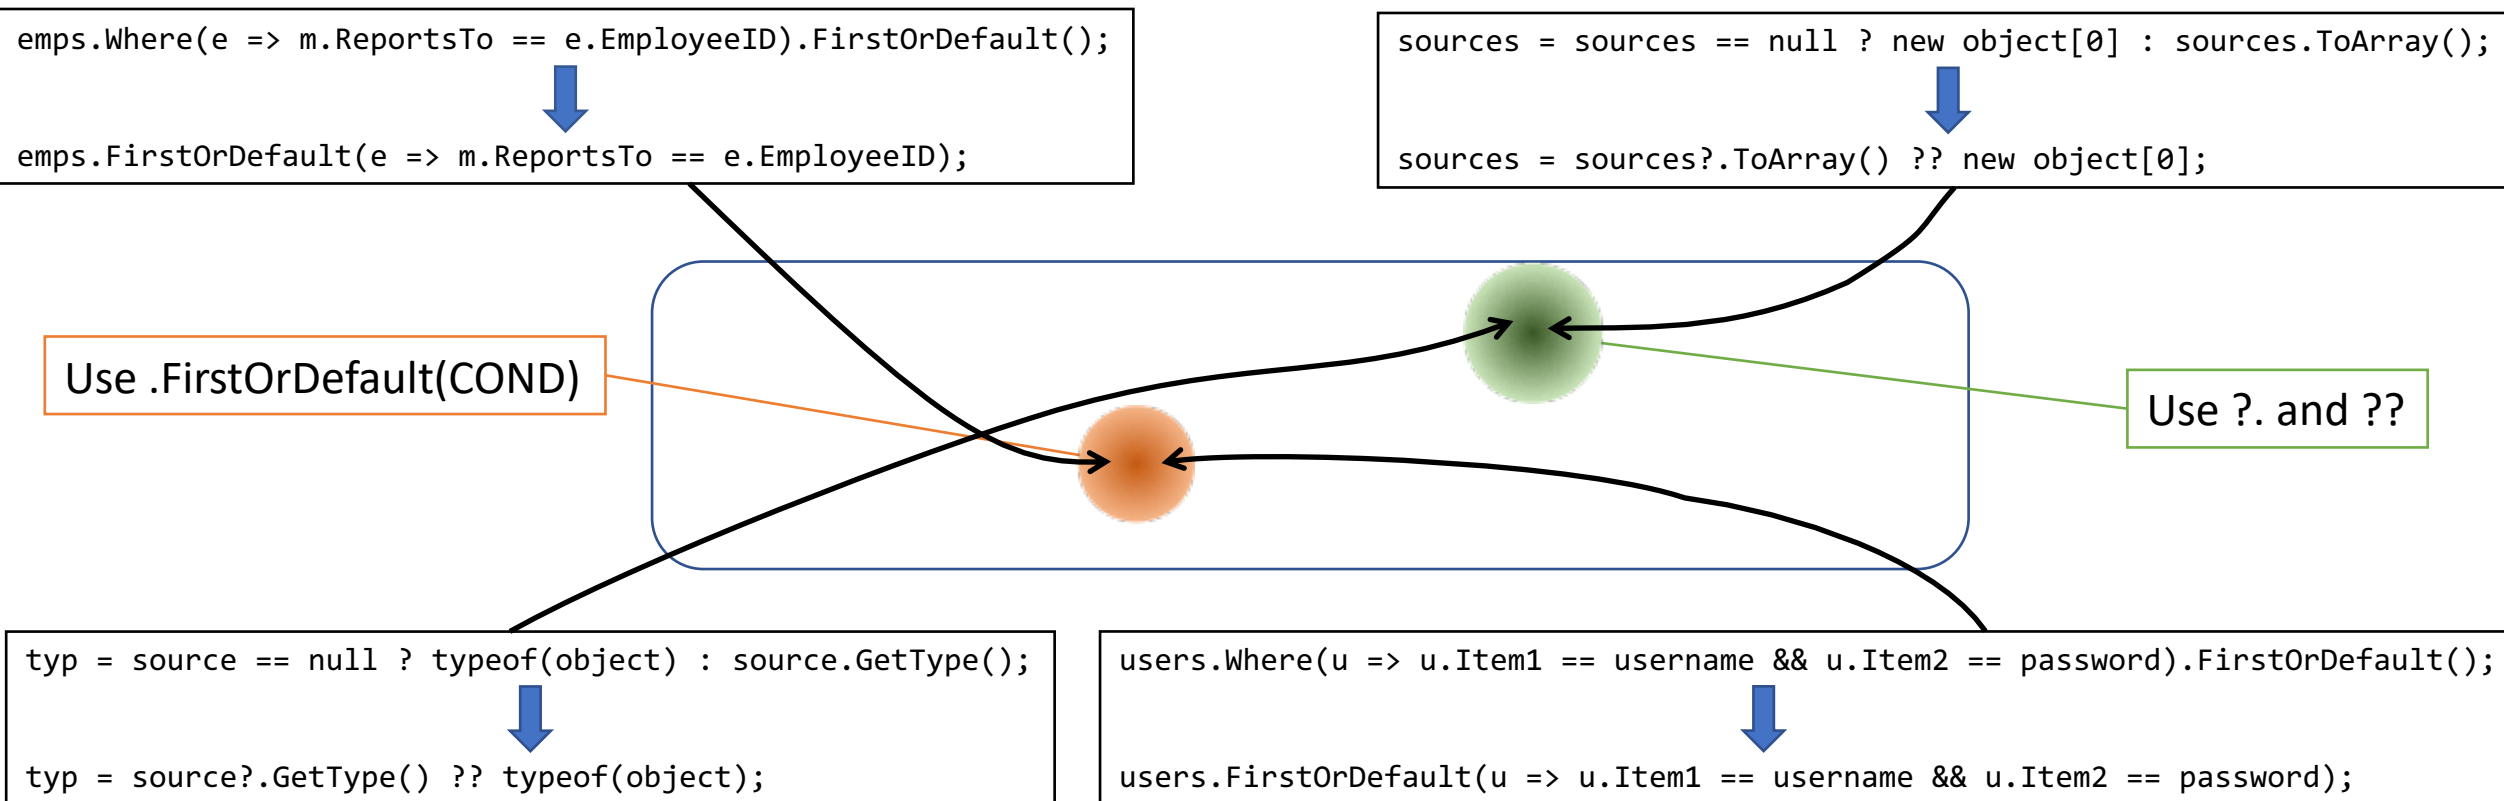 emps.Where(e => m.ReportsTo == e.EmployeeID).FirstOrDefault();
emps.FirstOrDefault(e => m.ReportsTo == e.EmployeeID);
sources = sources == null ? new object[0] : sources.ToArray();
sources = sources?.ToArray() ?? new object[0];
Use .FirstOrDefault(COND)
Use ?. and ??
typ = source == null ? typeof(object) : source.GetType();
typ = source?.GetType() ?? typeof(object);
users.Where(u => u.Item1 == username && u.Item2 == password).FirstOrDefault();
users.FirstOrDefault(u => u.Item1 == username && u.Item2 == password);